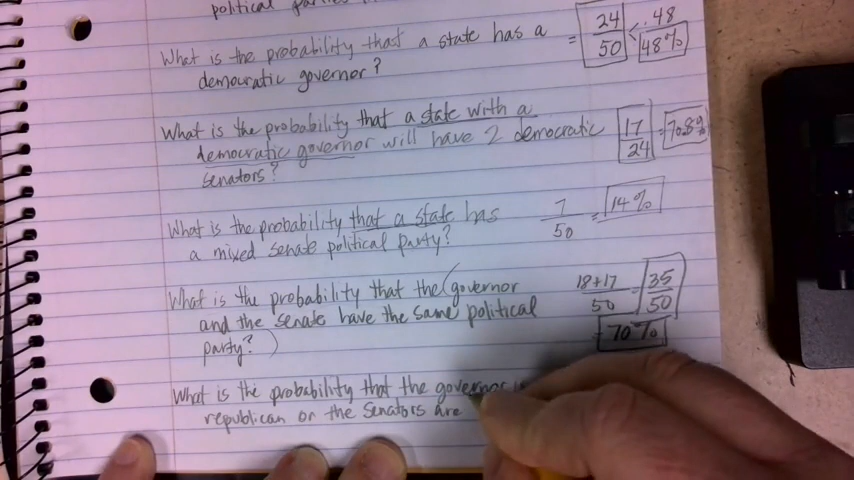 political parties
What is the probability that a state has a = 24/50 < .48
democratic governor? 48%
What is the probability that a state with a
democratic governor will have 2 democratic 17/24 = 70.8%
senators?
What is the probability that a state has 7/50 = 14%
a mixed senate political party?
What is the probability that the (governor 18+17/50 = 35/50
and the senate have the same political = 70%
party?)
What is the probability that the governor
republican or the senators are